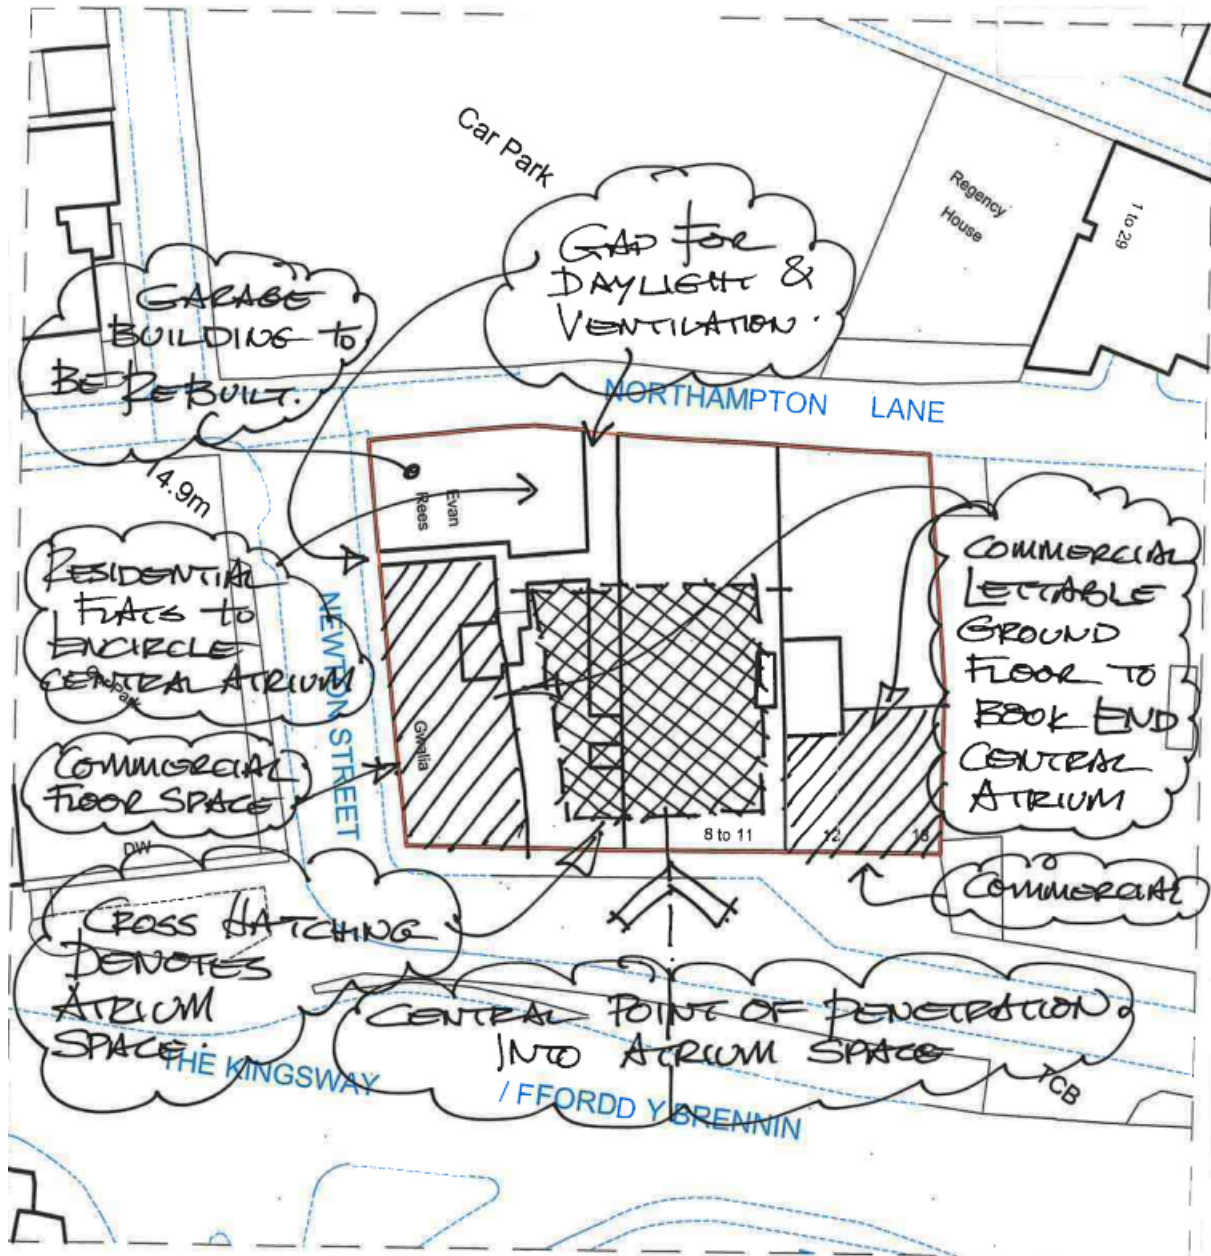 Car Park
Regency
House
1 to 29
GAP FOR
DAYLIGHT &
VENTILATION.
GARAGE
BUILDING TO
BE REBUILT.
NORTHAMPTON LANE
14.9m
Evan
Rees
RESIDENTIAL
FLATS TO
ENCIRCLE
CENTRAL ATRIUM
Car Park
COMMERCIAL
FLOOR SPACE
NEWTON STREET
Gwalia
COMMERCIAL
LETTABLE
GROUND
FLOOR TO
BOOK END
CENTRAL
ATRIUM
8 to 11
12
13
DW
COMMERCIAL
CROSS HATCHING
DENOTES
ATRIUM
SPACE.
CENTRAL POINT OF PENETRATION.
INTO ATRIUM SPACE
THE KINGSWAY
/ FFORDD Y BRENNIN
TCB